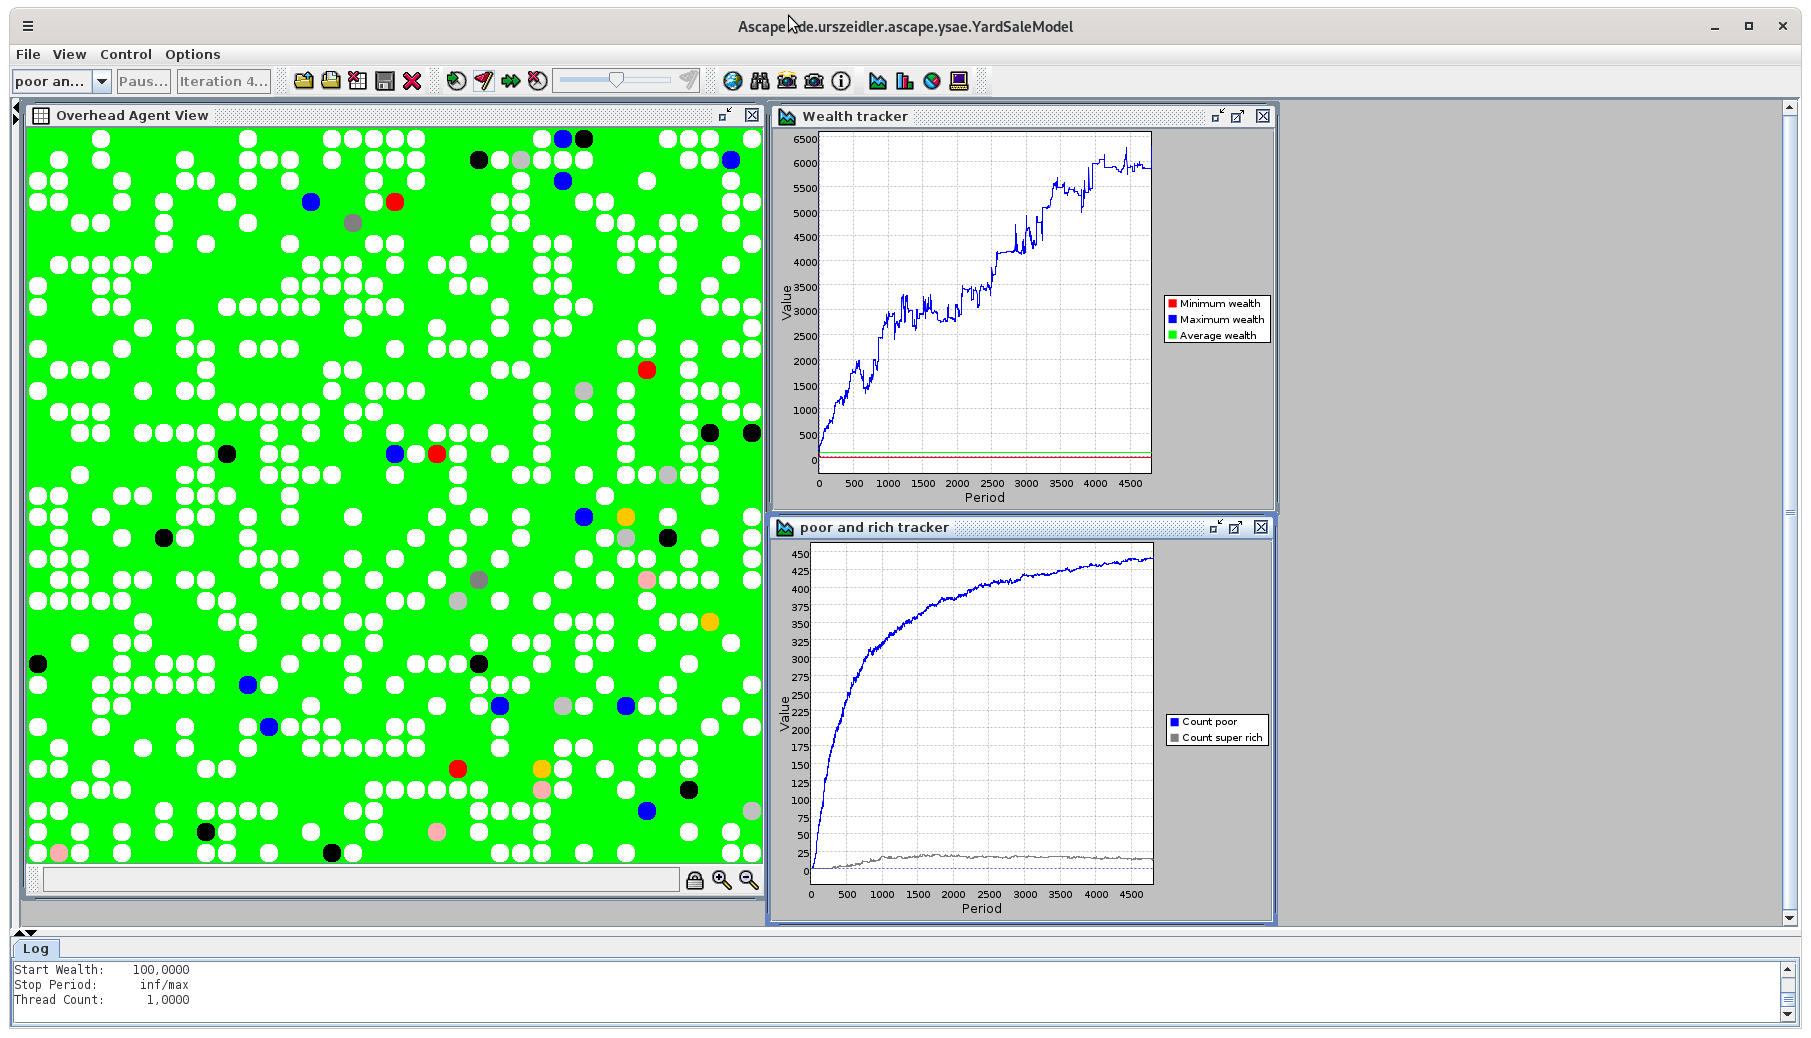 Ascape de.urszeidler.ascape.ysae.YardSaleModel
File View Control Options
poor an... Paus... Iteration 4...
Overhead Agent View
Wealth tracker
6500
6000
5500
5000
4500
4000
3500
3000
2500
2000
1500
1000
500
0
Value
0 500 1000 1500 2000 2500 3000 3500 4000 4500
Period
Minimum wealth
Maximum wealth
Average wealth
poor and rich tracker
450
425
400
375
350
325
300
275
250
225
200
175
150
125
100
75
50
25
0
Value
0 500 1000 1500 2000 2500 3000 3500 4000 4500
Period
Count poor
Count super rich
Log
Start Wealth: 100,0000
Stop Period: inf/max
Thread Count: 1,0000